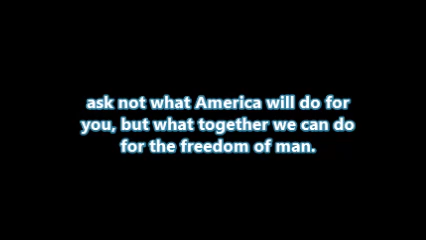 ask not what America will do for
you, but what together we can do
for the freedom of man.